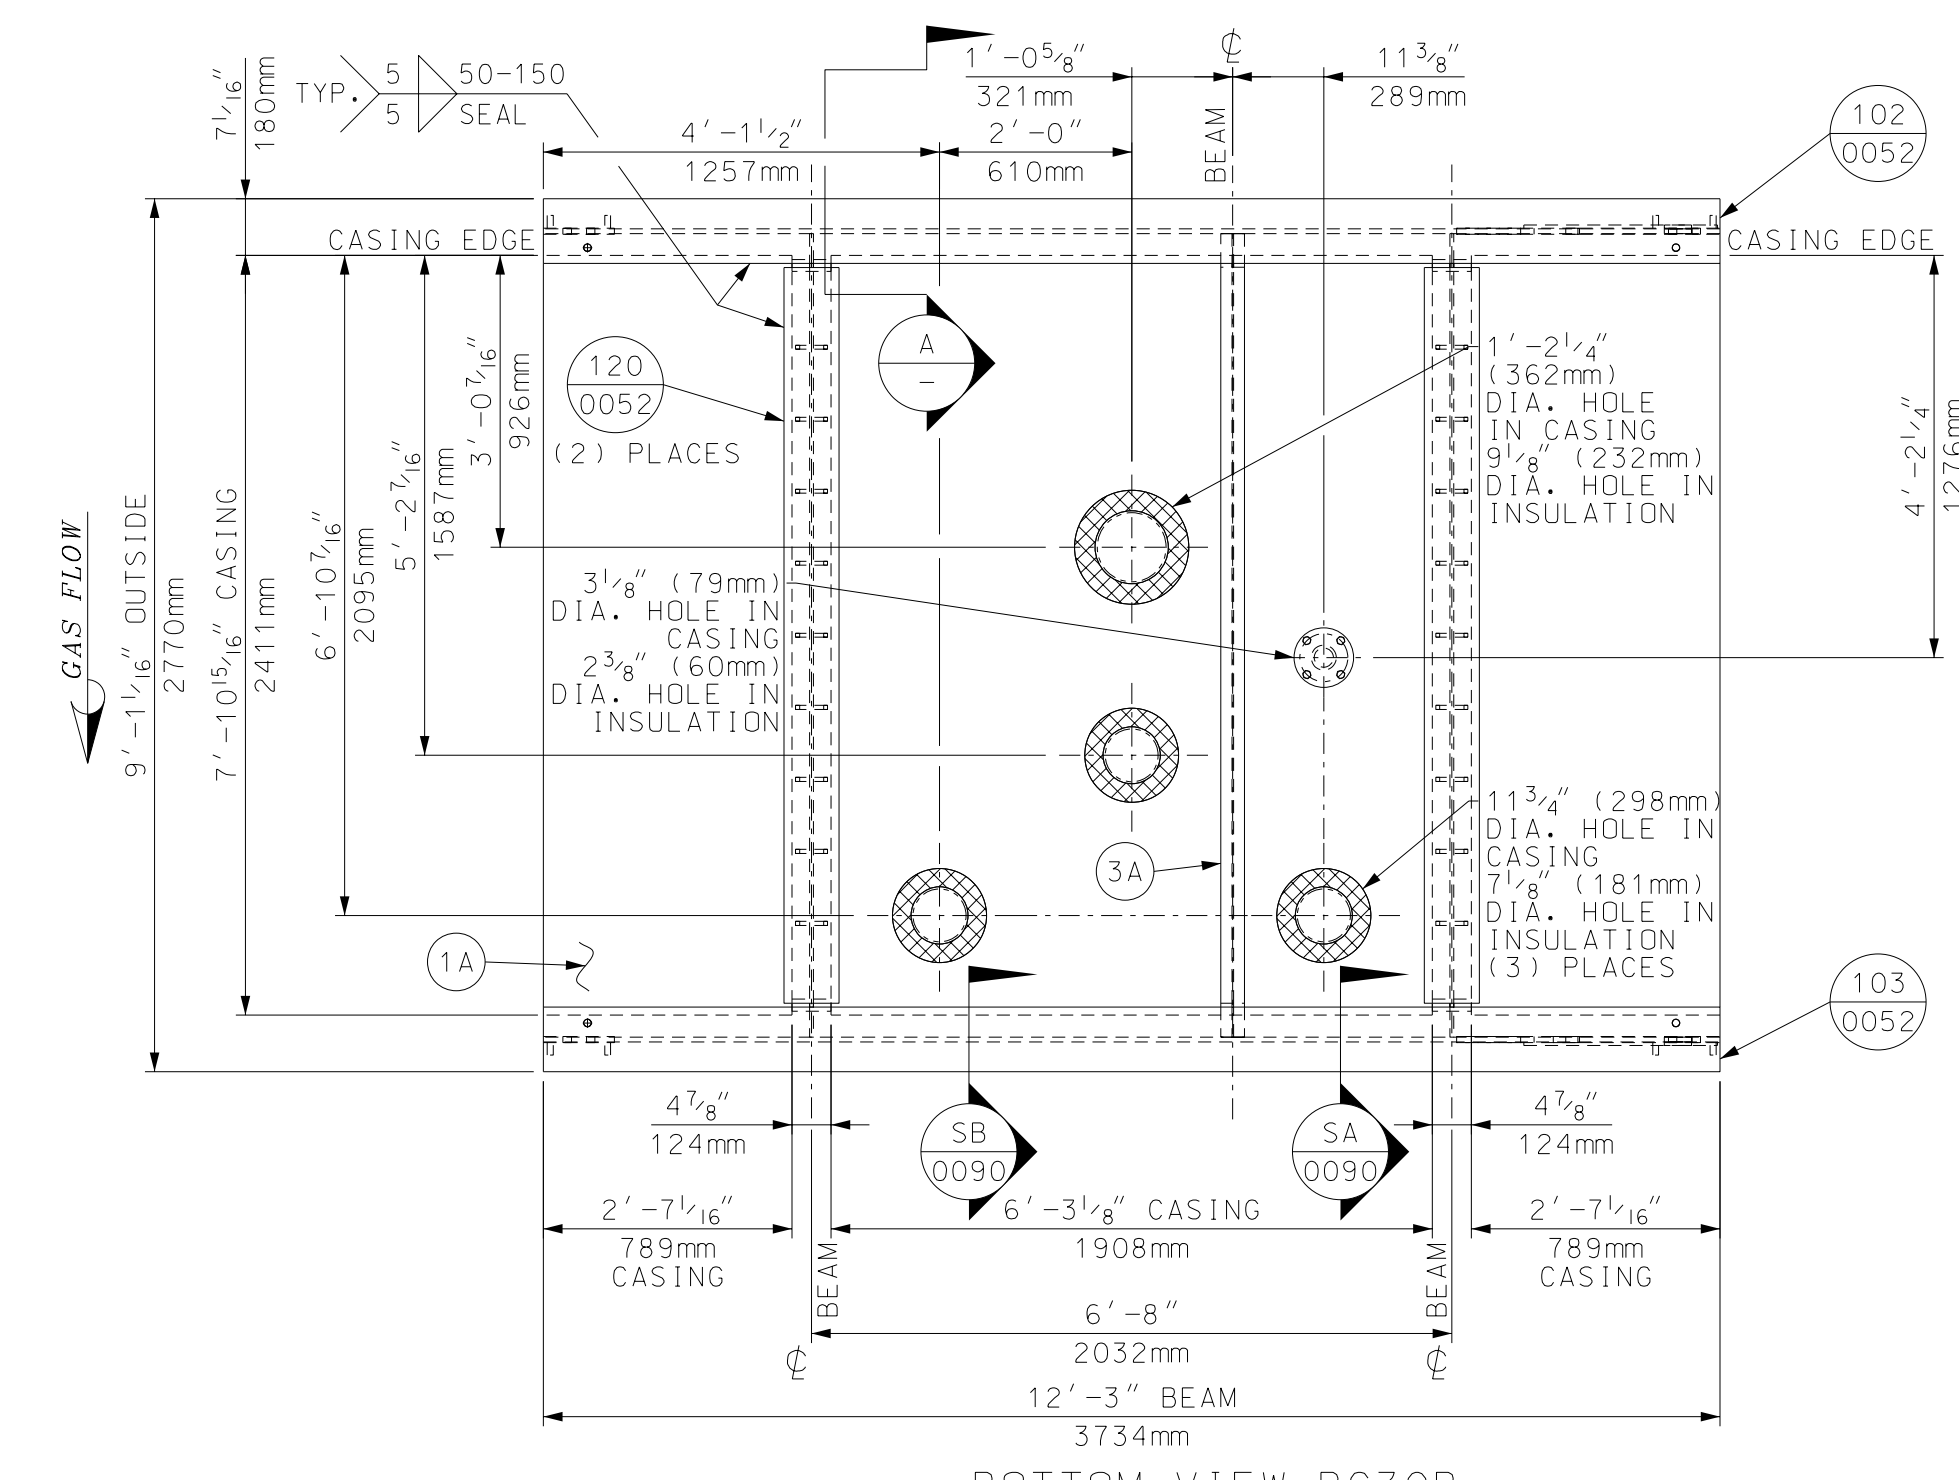 1'-0 5/8"
321mm
℄
BEAM
11 3/8"
289mm
TYP.
5
5
50-150
SEAL
7 1/16"
180mm
4'-1 1/2"
1257mm
2'-0"
610mm
102
0052
CASING EDGE
CASING EDGE
A
-
120
0052
(2) PLACES
1'-2 1/4"
(362mm)
DIA. HOLE
IN CASING
9 1/8" (232mm)
DIA. HOLE IN
INSULATION
4'-2 1/4"
1276mm
3'-0 7/16"
926mm
5'-2 7/16"
1587mm
6'-10 7/16"
2095mm
7'-10 15/16" CASING
2411mm
9'-1 1/16" OUTSIDE
2770mm
GAS FLOW
3 1/8" (79mm)
DIA. HOLE IN
CASING
2 3/8" (60mm)
DIA. HOLE IN
INSULATION
11 3/4" (298mm)
DIA. HOLE IN
CASING
7 1/8" (181mm)
DIA. HOLE IN
INSULATION
(3) PLACES
3A
1A
103
0052
4 7/8"
124mm
SB
0090
SA
0090
4 7/8"
124mm
2'-7 1/16"
789mm
CASING
6'-3 1/8" CASING
1908mm
2'-7 1/16"
789mm
CASING
BEAM
℄
BEAM
℄
6'-8"
2032mm
12'-3" BEAM
3734mm
BOTTOM VIEW